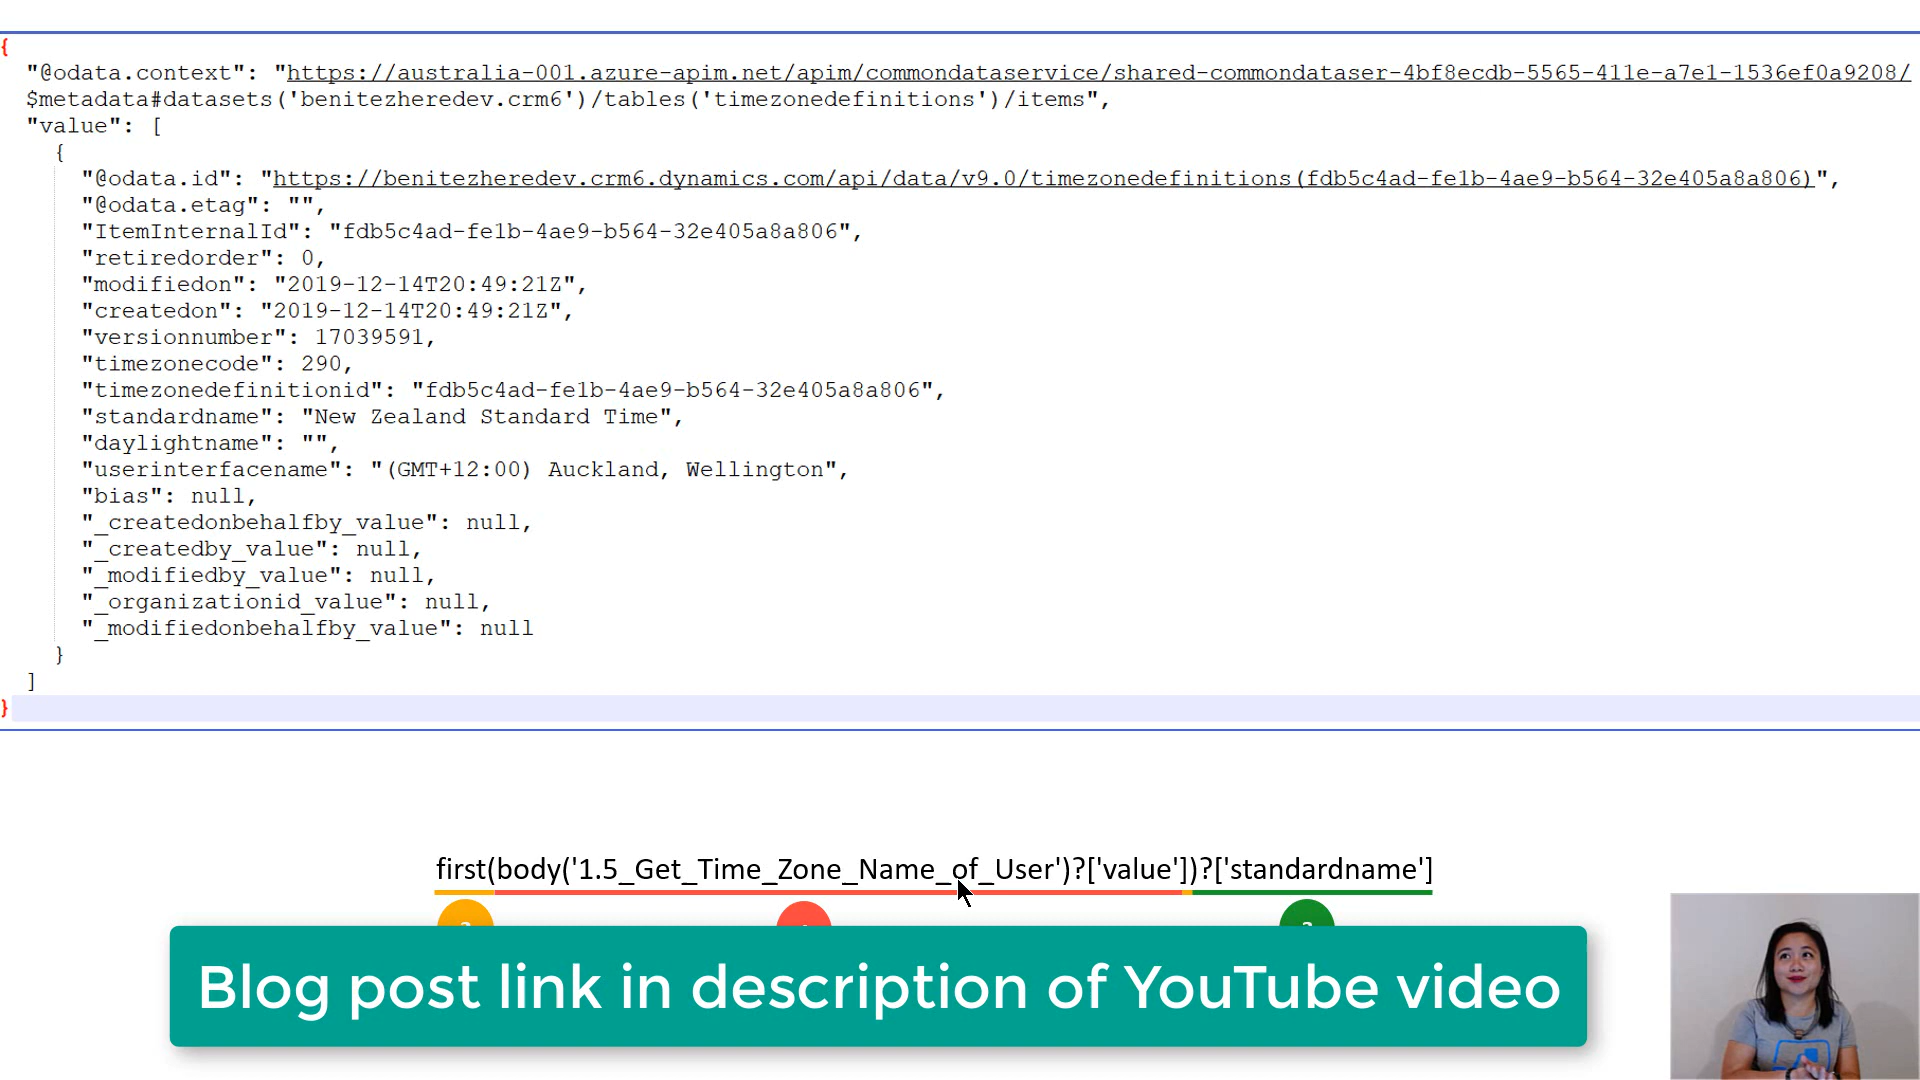 {
"@odata.context": "https://australia-001.azure-apim.net/apim/commondataservice/shared-commondataser-4bf8ecdb-5565-411e-a7e1-1536ef0a9208/
$metadata#datasets('benitezheredev.crm6')/tables('timezonedefinitions')/items",
"value": [
{
"@odata.id": "https://benitezheredev.crm6.dynamics.com/api/data/v9.0/timezonedefinitions(fdb5c4ad-fe1b-4ae9-b564-32e405a8a806)",
"@odata.etag": "",
"ItemInternalId": "fdb5c4ad-fe1b-4ae9-b564-32e405a8a806",
"retiredorder": 0,
"modifiedon": "2019-12-14T20:49:21Z",
"createdon": "2019-12-14T20:49:21Z",
"versionnumber": 17039591,
"timezonecode": 290,
"timezonedefinitionid": "fdb5c4ad-fe1b-4ae9-b564-32e405a8a806",
"standardname": "New Zealand Standard Time",
"daylightname": "",
"userinterfacename": "(GMT+12:00) Auckland, Wellington",
"bias": null,
"_createdonbehalfby_value": null,
"_createdby_value": null,
"_modifiedby_value": null,
"_organizationid_value": null,
"_modifiedonbehalfby_value": null
}
]
}
first(body('1.5_Get_Time_Zone_Name_of_User')?['value'])?['standardname']
Blog post link in description of YouTube video